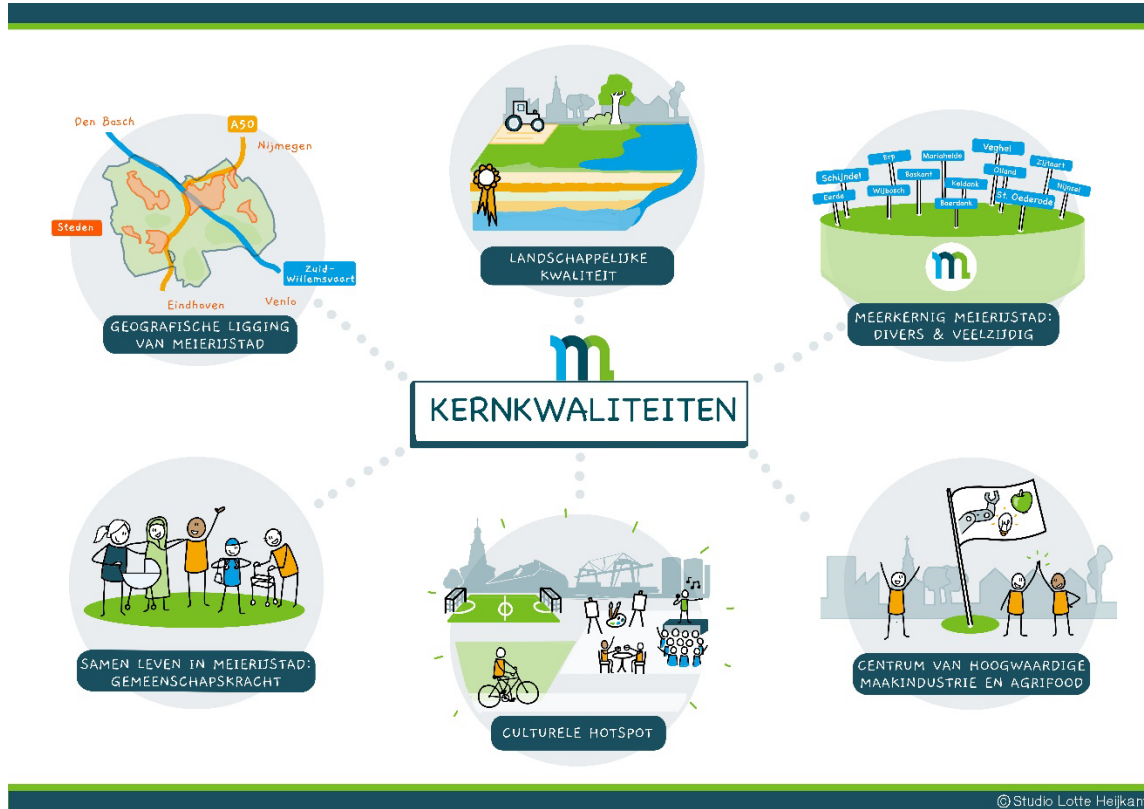 Den Bosch
A50
Nijmegen
Steden
Zuid-
Willemsvaart
Eindhoven
Venlo
GEOGRAFISCHE LIGGING
VAN MEIERIJSTAD
LANDSCHAPPELIJKE
KWALITEIT
Schijndel
Eerde
Erp
Wijbosch
Boskant
Mariaheide
Keldonk
Boerdonk
Veghel
Olland
St. Oedenrode
Zijtaart
Nijnsel
m
MEERKERNIG MEIERIJSTAD:
DIVERS & VEELZIJDIG
m
KERNKWALITEITEN
SAMEN LEVEN IN MEIERIJSTAD:
GEMEENSCHAPSKRACHT
CULTURELE HOTSPOT
CENTRUM VAN HOOGWAARDIGE
MAAKINDUSTRIE EN AGRIFOOD
© Studio Lotte Heijkan